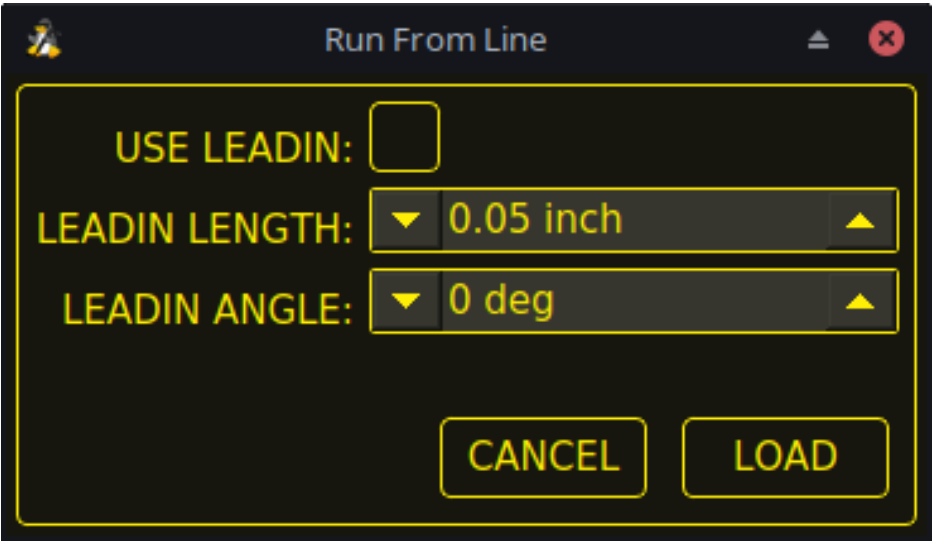 Run From Line
USE LEADIN:
LEADIN LENGTH: 0.05 inch
LEADIN ANGLE: 0 deg
CANCEL LOAD